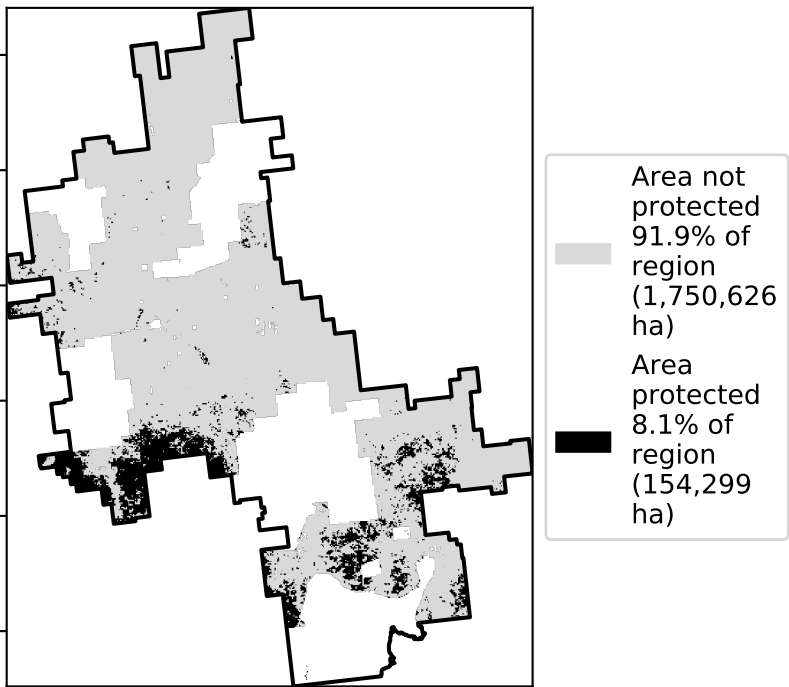 Area not
protected
91.9% of
region
(1,750,626
ha)
Area
protected
8.1% of
region
(154,299
ha)